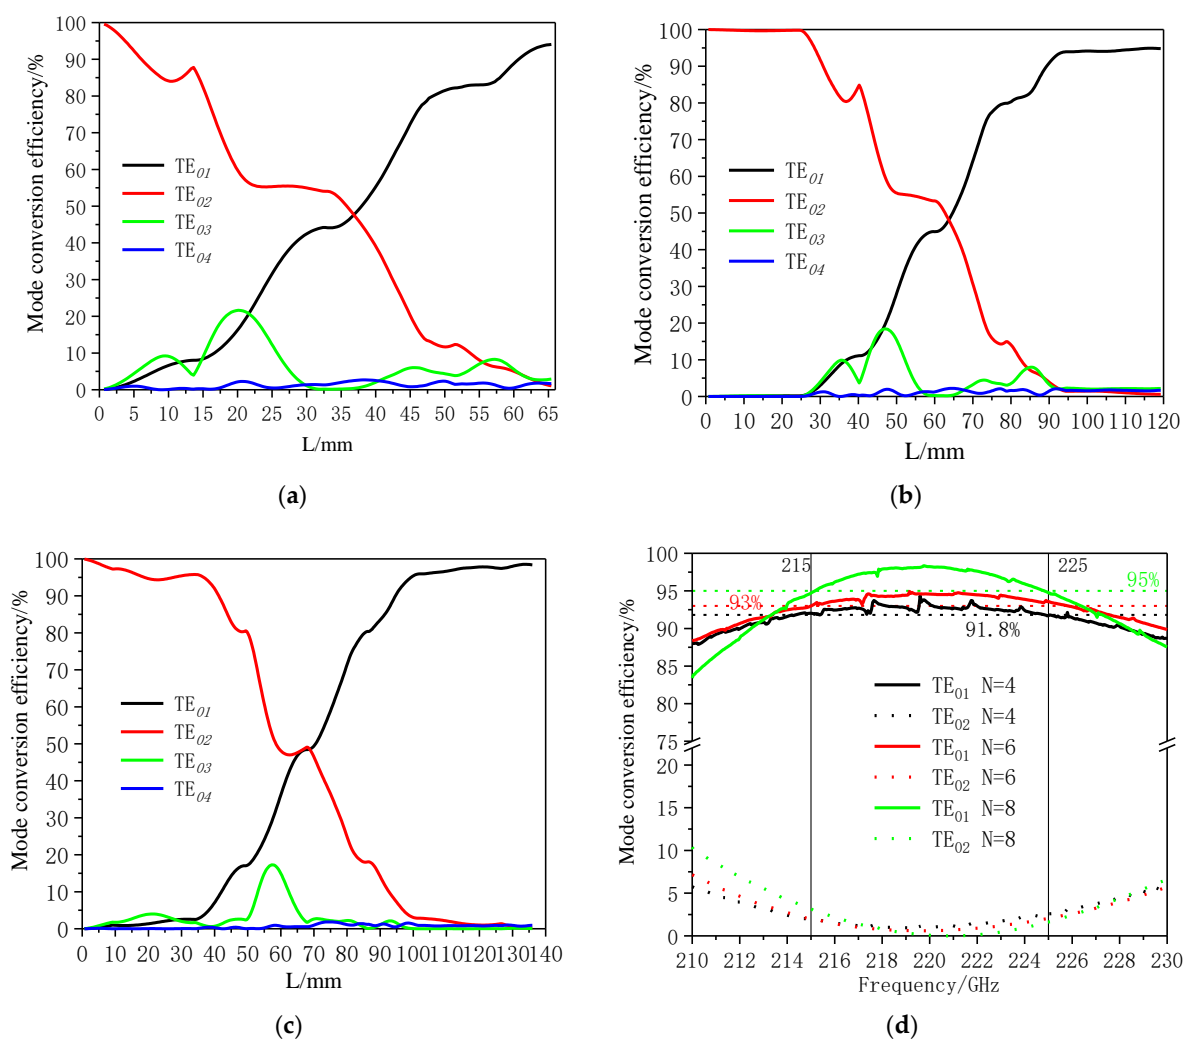 100
90
80
70
60
50
40
30
20
10
0
Mode conversion efficiency/%
TE01
TE02
TE03
TE04
0 5 10 15 20 25 30 35 40 45 50 55 60 65
L/mm
(a)
100
90
80
70
60
50
40
30
20
10
0
Mode conversion efficiency/%
TE01
TE02
TE03
TE04
0 10 20 30 40 50 60 70 80 90 100 110 120
L/mm
(b)
100
90
80
70
60
50
40
30
20
10
0
Mode conversion efficiency/%
TE01
TE02
TE03
TE04
0 10 20 30 40 50 60 70 80 90 100 110 120 130 140
L/mm
(c)
100
95
90
85
80
75
20
15
10
5
0
Mode conversion efficiency/%
215
225
95%
93%
91.8%
TE01 N=4
TE02 N=4
TE01 N=6
TE02 N=6
TE01 N=8
TE02 N=8
210 212 214 216 218 220 222 224 226 228 230
Frequency/GHz
(d)